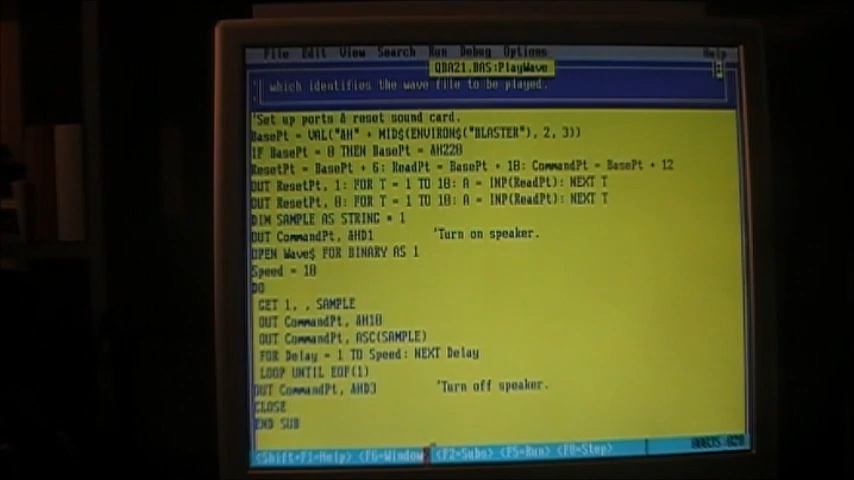 File Edit View Search Run Debug Options Help
QBA21.BAS:PlayWave
' which identifies the wave file to be played.
'Set up ports & reset sound card.
BasePt = VAL("&H" + MID$(ENVIRON$("BLASTER"), 2, 3))
IF BasePt = 0 THEN BasePt = &H220
ResetPt = BasePt + 6: ReadPt = BasePt + 10: CommandPt = BasePt + 12
OUT ResetPt, 1: FOR T = 1 TO 10: A = INP(ReadPt): NEXT T
OUT ResetPt, 0: FOR T = 1 TO 10: A = INP(ReadPt): NEXT T
DIM SAMPLE AS STRING * 1
OUT CommandPt, &HD1 'Turn on speaker.
OPEN Wave$ FOR BINARY AS 1
Speed = 10
DO
GET 1, , SAMPLE
OUT CommandPt, &H10
OUT CommandPt, ASC(SAMPLE)
FOR Delay = 1 TO Speed: NEXT Delay
LOOP UNTIL EOF(1)
OUT CommandPt, &HD3 'Turn off speaker.
CLOSE
END SUB
<Shift+F1=Help> <F6=Window> <F2=Subs> <F5=Run> <F8=Step>